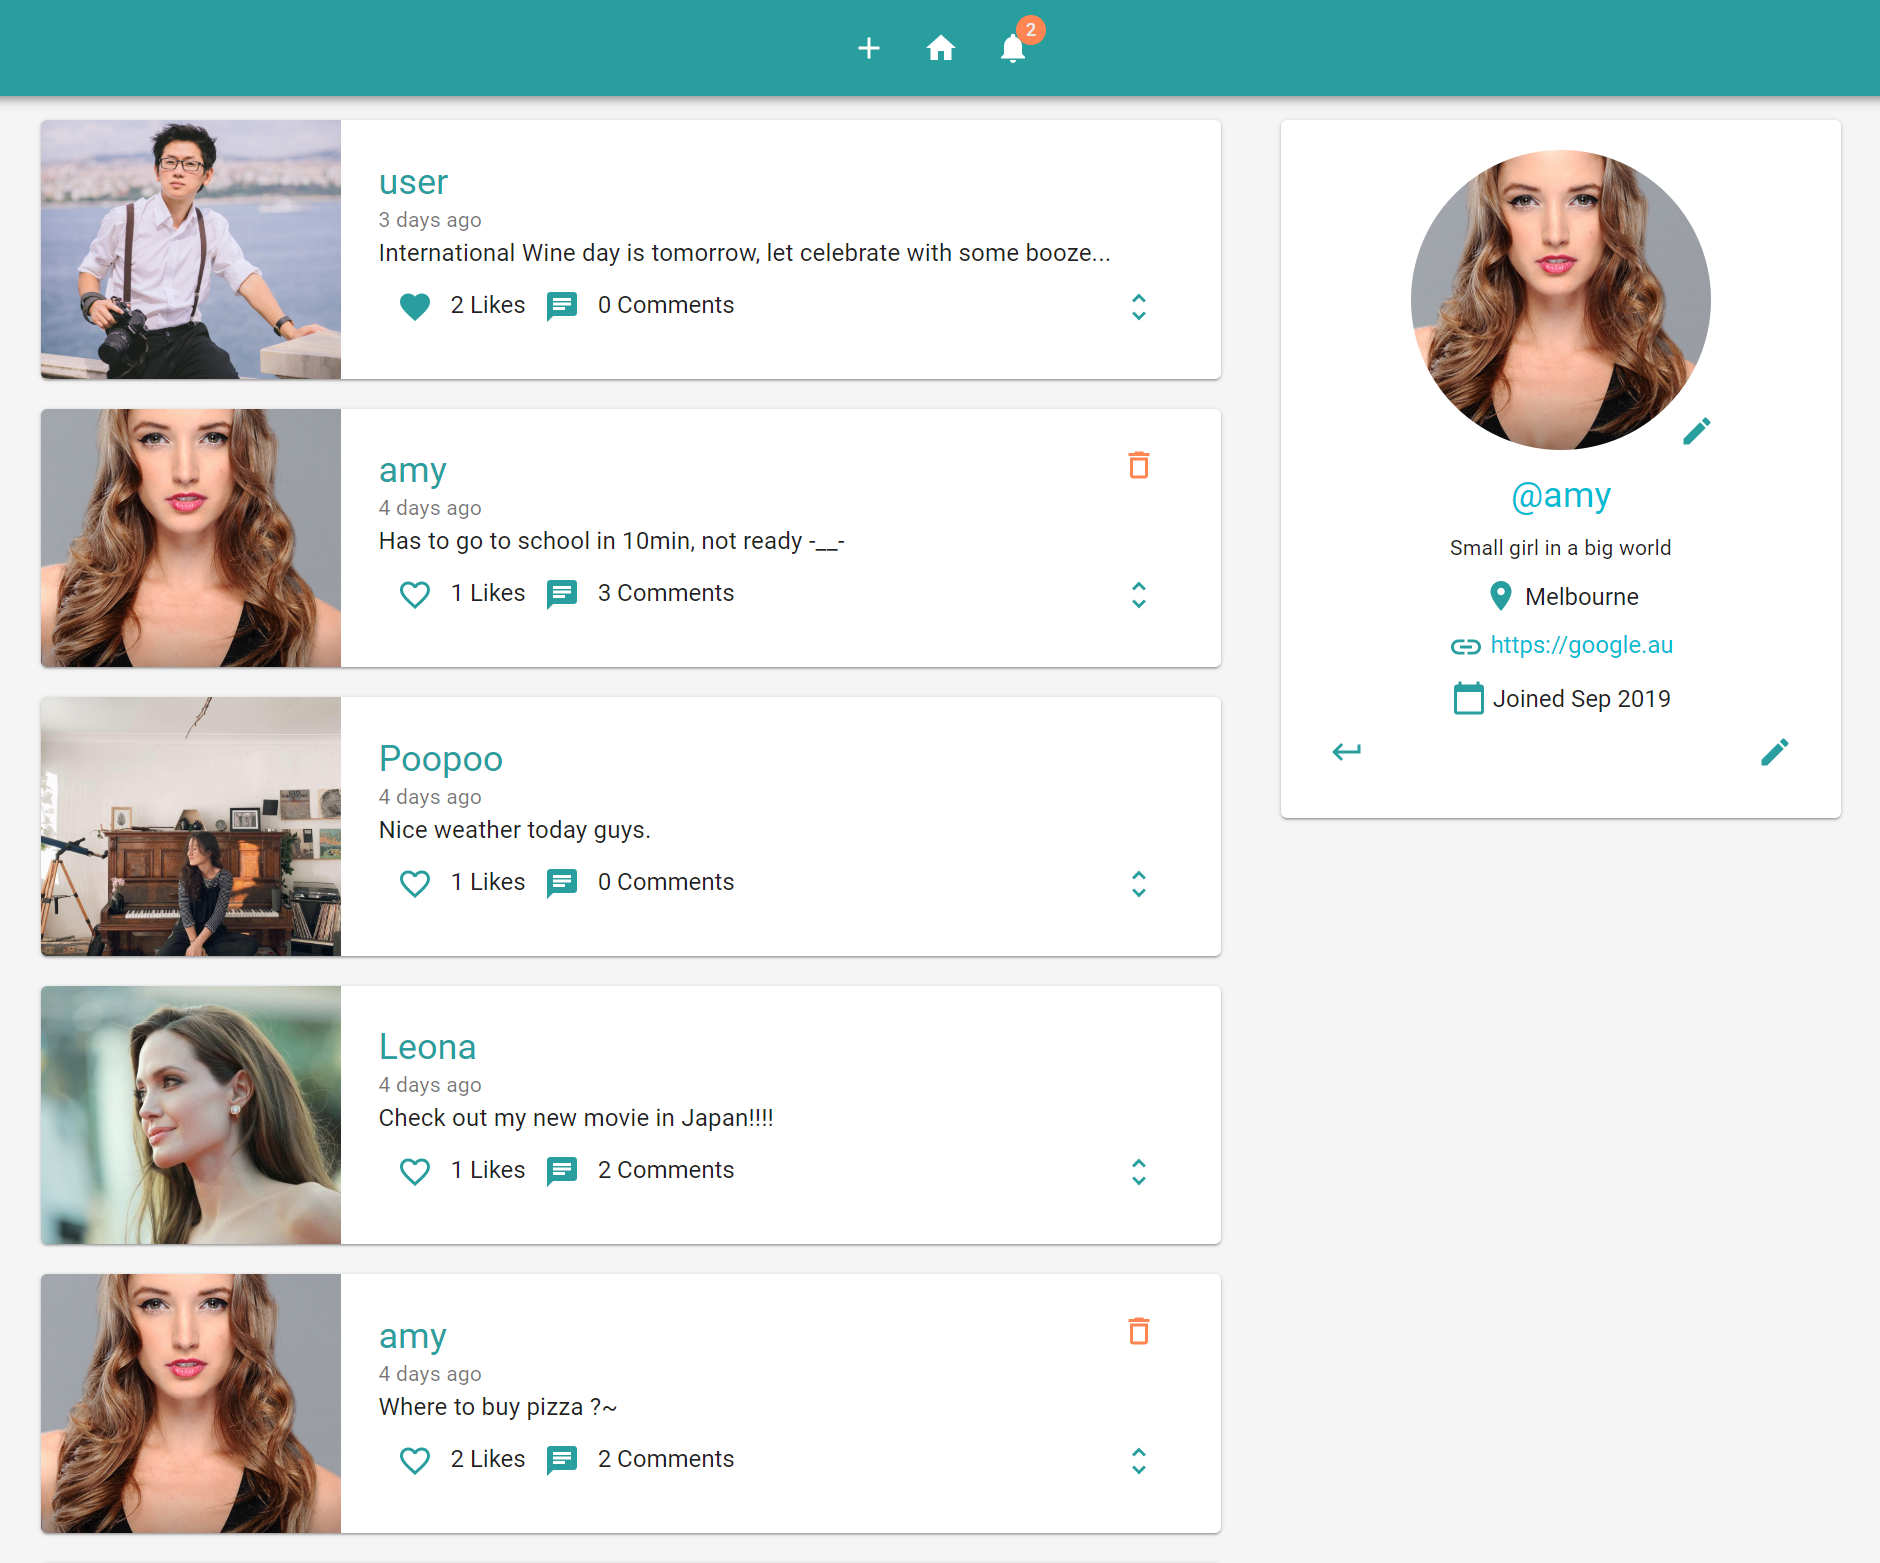 2
user
3 days ago
International Wine day is tomorrow, let celebrate with some booze...
2 Likes 0 Comments
amy
4 days ago
Has to go to school in 10min, not ready -__-
1 Likes 3 Comments
Poopoo
4 days ago
Nice weather today guys.
1 Likes 0 Comments
Leona
4 days ago
Check out my new movie in Japan!!!!
1 Likes 2 Comments
amy
4 days ago
Where to buy pizza ?~
2 Likes 2 Comments
@amy
Small girl in a big world
Melbourne
https://google.au
Joined Sep 2019